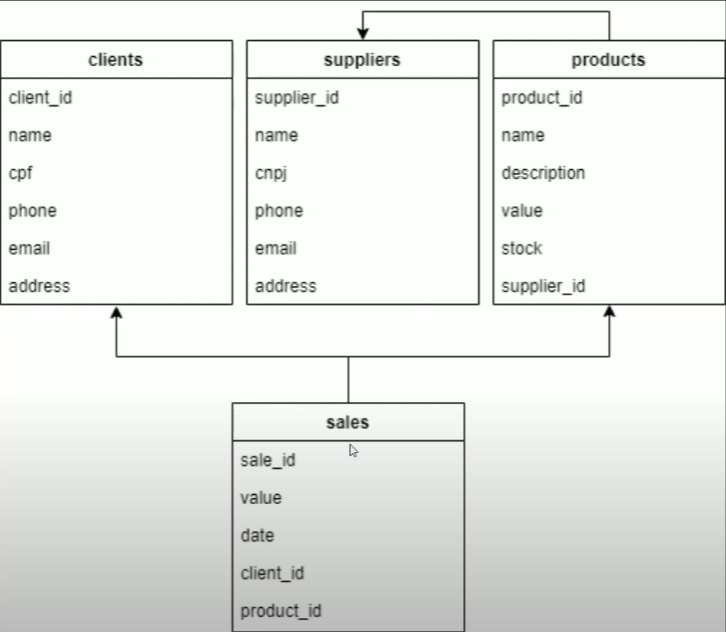 clients
client_id
name
cpf
phone
email
address
suppliers
supplier_id
name
cnpj
phone
email
address
products
product_id
name
description
value
stock
supplier_id
sales
sale_id
value
date
client_id
product_id